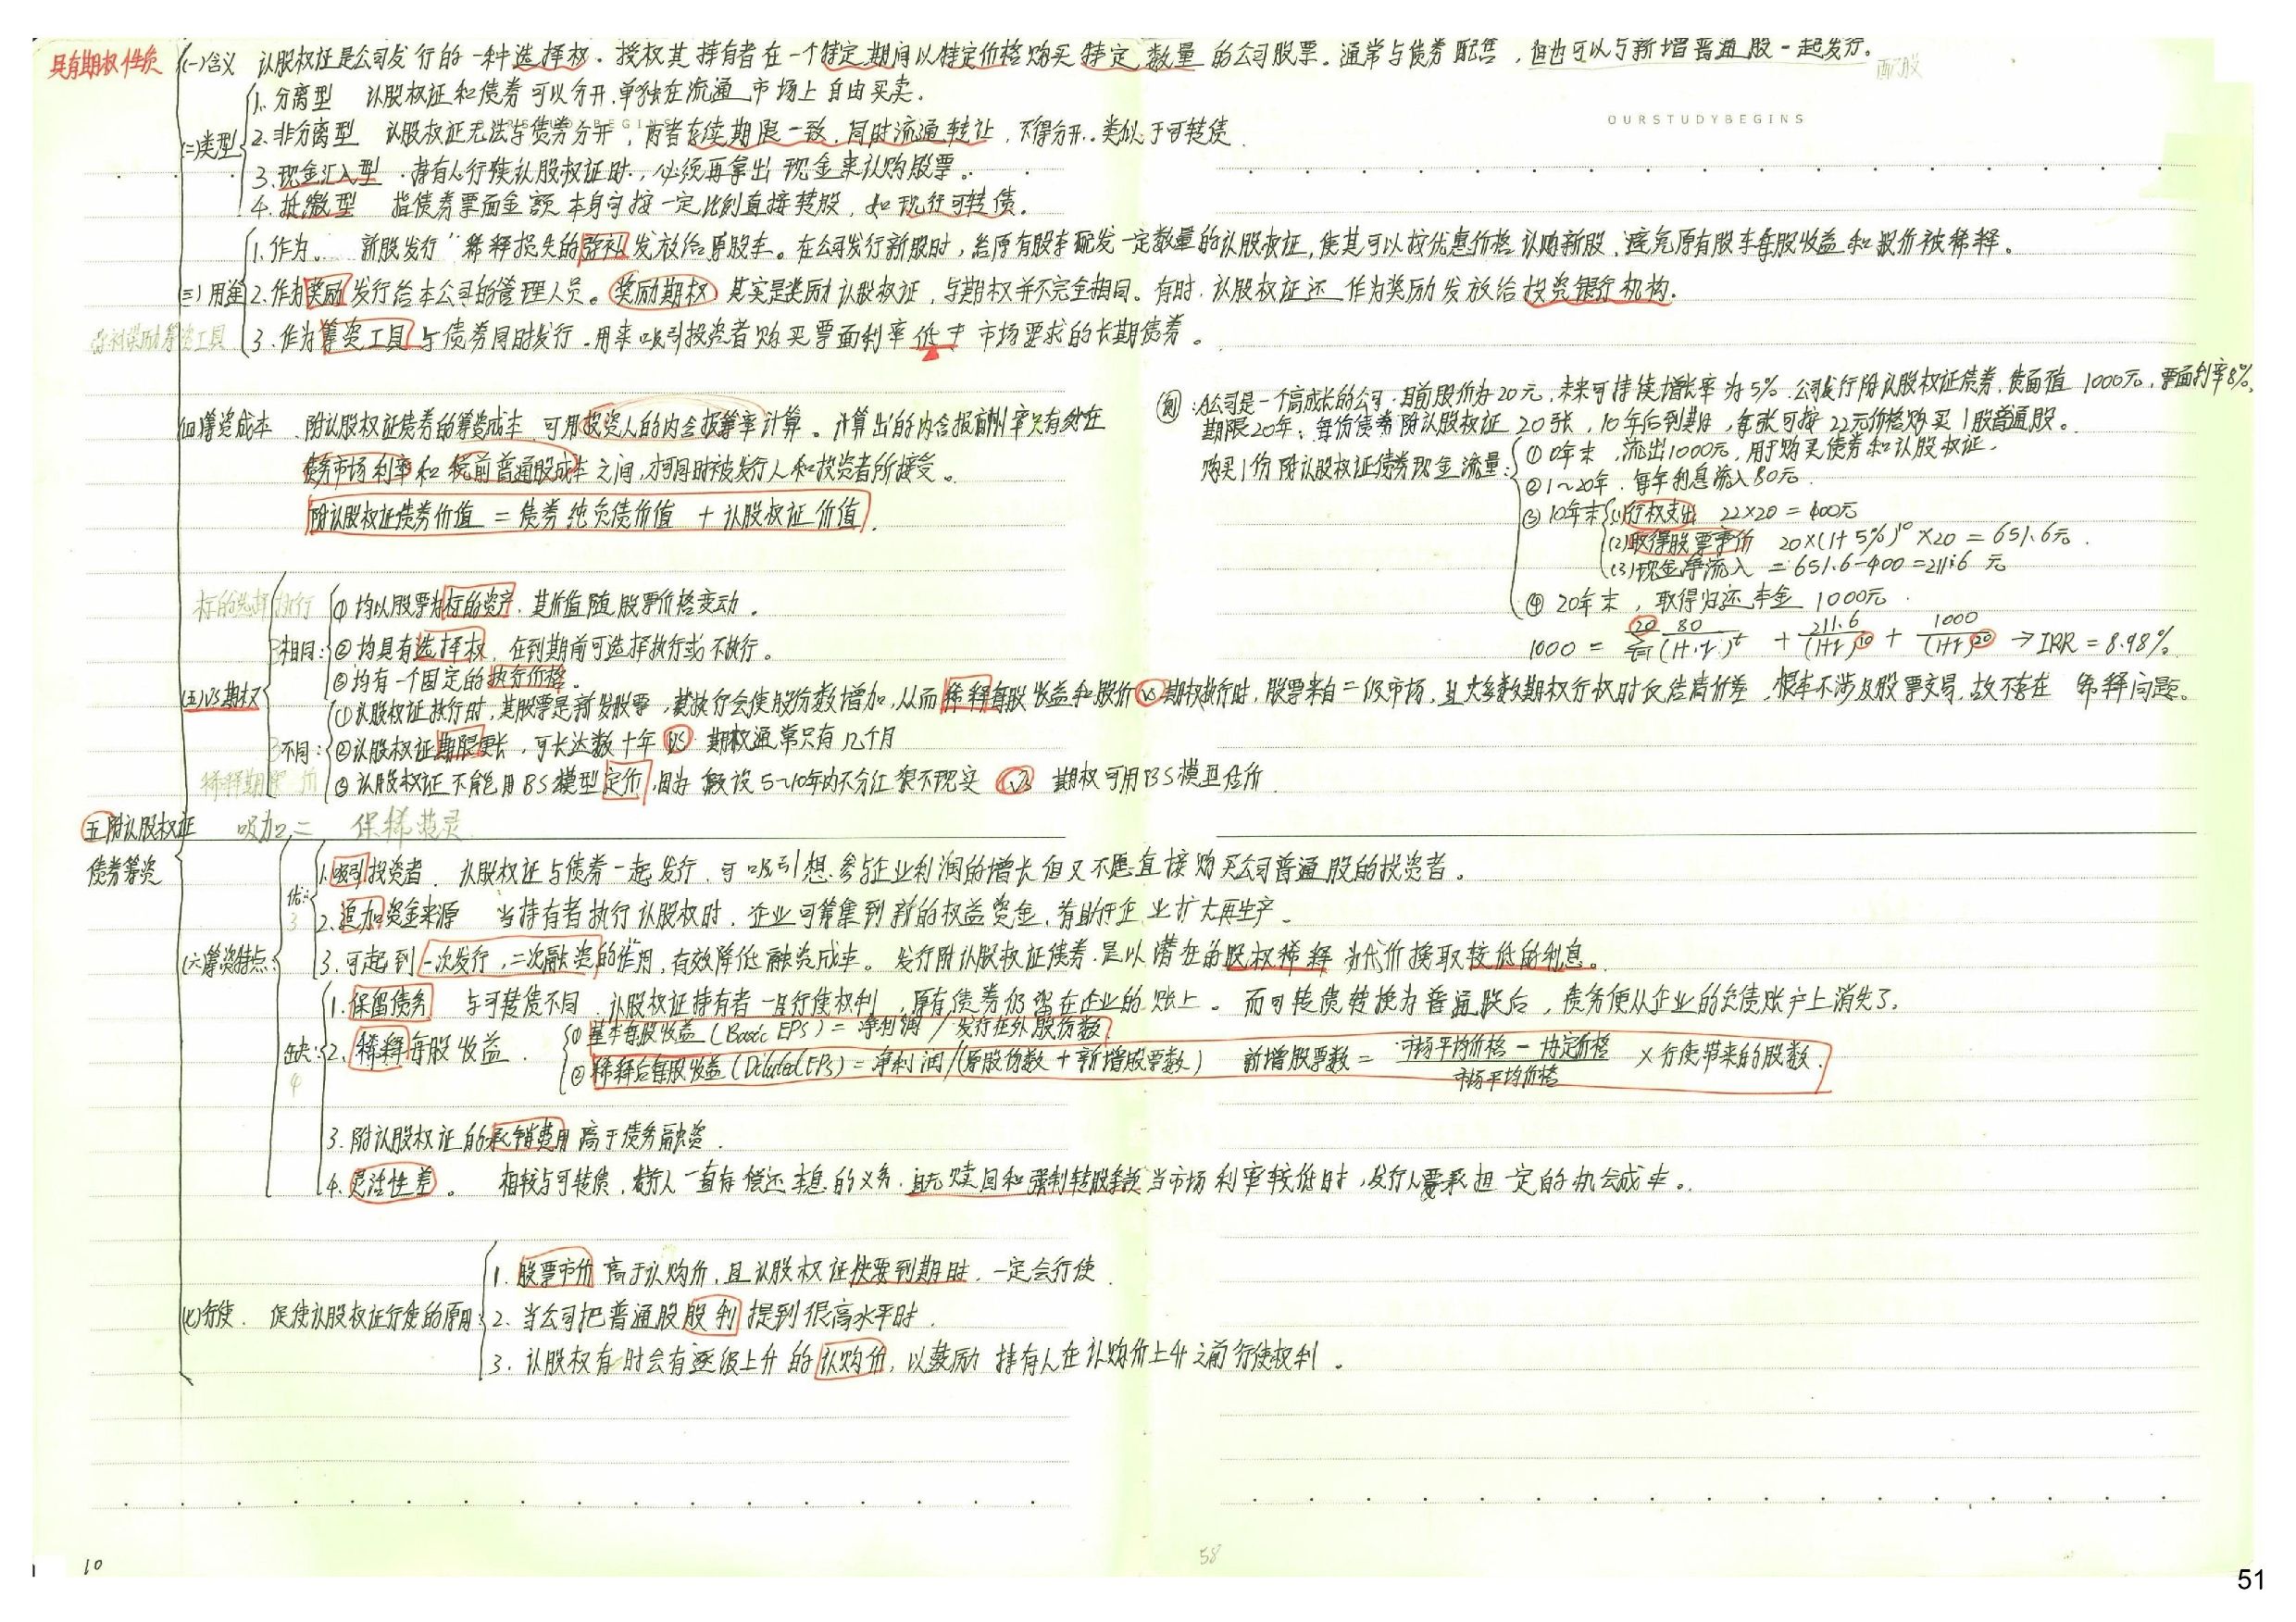 具有期权性质
(一)含义 认股权证是公司发行的一种选择权。授权其持有者在一个特定期间以特定价格购买特定数量的公司股票。通常与债券配售，但也可以与新增普通股一起发行。
配股
OURSTUDYBEGINS
(二)类型
1. 分离型 认股权证和债券可以分开,单独在流通市场上自由买卖.
2. 非分离型 认股权证无法与债券分开，两者存续期限一致,同时流通转让,不得分开.类似于可转债.
3. 现金汇入型.持有人行使认股权证时.必须再拿出现金来认购股票。
4. 抵缴型 指债券票面金额本身可按一定比例直接转股，如现行可转债.
(三)用途
1. 作为 新股发行"稀释损失的弥补发放给原股东。在公司发行新股时,给原有股东配发一定数量的认股权证,使其可以按优惠价格认购新股,避免原有股东每股收益和股价被稀释。
2. 作为奖励发行给本公司的管理人员。奖励期权 其实是奖励认股权证,与期权并不完全相同。有时.认股权证还作为奖励发放给投资银行机构.
弥补奖励筹资工具
3. 作为筹资工具与债券同时发行.用来吸引投资者购买票面利率低于市场要求的长期债券。
(四)筹资成本 附认股权证债券的筹资成本 可用投资人的内含报酬率计算。计算出的内含报酬率只有处在
债务市场利率和税前普通股成本之间,才可同时被发行人和投资者所接受。
附认股权证债券价值 = 债券纯负债价值 + 认股权证价值.
(例):A公司是一个高成长的公司.目前股价为20元,未来可持续增长率为5%.公司发行附认股权证债券,债面值1000元,票面利率8%,
期限20年,每份债券附认股权证20张,10年后到期,每张可按22元价格购买1股普通股。
购买1份附认股权证债券现金流量:
① 0年末,流出1000元,用于购买债券和认股权证.
② 1~20年.每年利息流入80元
③ 10年末 (1)行权支出 22×20 = 400元
(2)取得股票市价 20×(1+5%)^10×20 = 651.6元.
(3)现金净流入 = 651.6-400=211.6 元
④ 20年末，取得归还本金 1000元.
1000 = Σ(t=1→20) 80/(1+r)^t + 211.6/(1+r)^10 + 1000/(1+r)^20 → IRR = 8.98%.
(五)VS期权
标的选择执行
3相同:
① 均以股票为标的资产,其价值随股票价格变动。
② 均具有选择权,在到期前可选择执行或不执行。
③ 均有一个固定的执行价格。
3不同:
①认股权证执行时,其股票是新发股票,其执行会使股份数增加,从而稀释每股收益和股价 VS 期权执行时,股票来自二级市场,且大多数期权行权时仅结清价差,根本不涉及股票交易,故不存在稀释问题。
②认股权证期限更长,可长达数十年 VS 期权通常只有几个月
③ 认股权证不能用BS模型定价,因为假设5~10年内不分红很不现实 VS 期权可用BS模型估价
五附认股权证
债券筹资
吸加二 保稀费灵
(六)筹资特点
优:3
1.吸引投资者. 认股权证与债券一起发行,可吸引想参与企业利润的增长但又不愿直接购买公司普通股的投资者。
2.追加资金来源 当持有者执行认股权时.企业可筹集到新的权益资金,有助于企业扩大再生产。
3.可起到一次发行,二次融资的作用,有效降低融资成本。发行附认股权证债券.是以潜在的股权稀释为代价换取较低的利息。
缺:4
1.保留债务 与可转债不同.认股权证持有者一旦行使权利,原有债券仍留在企业的账上。而可转债转换为普通股后,债务便从企业的负债账户上消失了.
2.稀释每股收益.
① 基本每股收益(Basic EPS) = 净利润/发行在外股份数
② 稀释后每股收益(Diluted EPS) = 净利润/(原股份数+新增股票数) 新增股票数 = (市场平均价格-协定价格)/市场平均价格 ×行使带来的股数.
3.附认股权证的承销费用高于债务融资.
4.灵活性差。 相较与可转债,发行人一直有偿还本息的义务,且无赎回和强制转股条款,当市场利率较低时,发行人要承担一定的机会成本。
(七)行使. 促使认股权证行使的原因:
1.股票市价高于认购价,且认股权证快要到期时.一定会行使.
2.当公司把普通股股利提到很高水平时.
3.认股权有时会有逐级上升的认购价,以鼓励持有人在认购价上升之前行使权利。
10
58
51